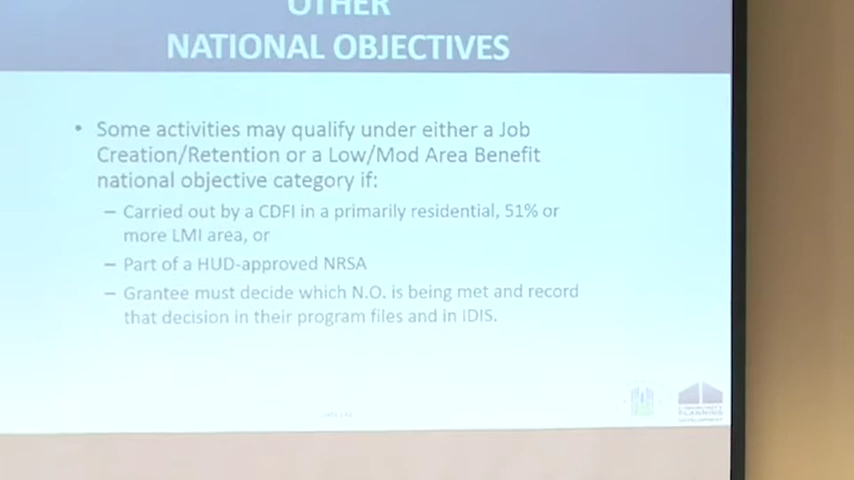 OTHER
NATIONAL OBJECTIVES
• Some activities may qualify under either a Job
Creation/Retention or a Low/Mod Area Benefit
national objective category if:
– Carried out by a CDFI in a primarily residential, 51% or
more LMI area, or
– Part of a HUD-approved NRSA
– Grantee must decide which N.O. is being met and record
that decision in their program files and in IDIS.
COMMUNITY
PLANNING
DEVELOPMENT